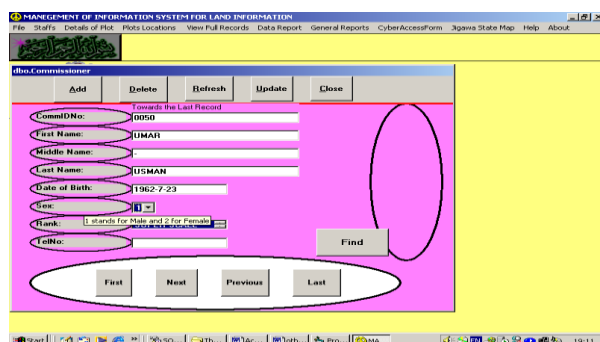 MANEGEMENT OF INFORMATION SYSTEM FOR LAND INFORMATION
File Staffs Details of Plot Plots Locations View Full Records Data Report General Reports CyberAccessForm Jigawa State Map Help About
dbo.Commissioner
Add Delete Refresh Update Close
Towards the Last Record
CommIDNo: 0050
First Name: UMAR
Middle Name: -
Last Name: USMAN
Date of Birth: 1962-7-23
Sex: 1
1 stands for Male and 2 for Female
Rank:
TelNo:
Find
First Next Previous Last
Start 19:11